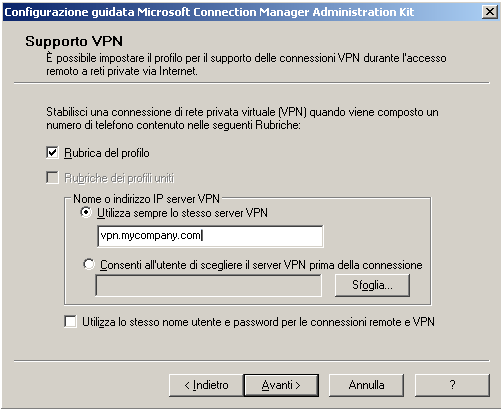 Configurazione guidata Microsoft Connection Manager Administration Kit
Supporto VPN
È possibile impostare il profilo per il supporto delle connessioni VPN durante l'accesso
remoto a reti private via Internet.
Stabilisci una connessione di rete privata virtuale (VPN) quando viene composto un
numero di telefono contenuto nelle seguenti Rubriche:
Rubrica del profilo
Rubriche dei profili uniti
Nome o indirizzo IP server VPN
Utilizza sempre lo stesso server VPN
vpn.mycompany.com
Consenti all'utente di scegliere il server VPN prima della connessione
Sfoglia...
Utilizza lo stesso nome utente e password per le connessioni remote e VPN
< Indietro
Avanti >
Annulla
?